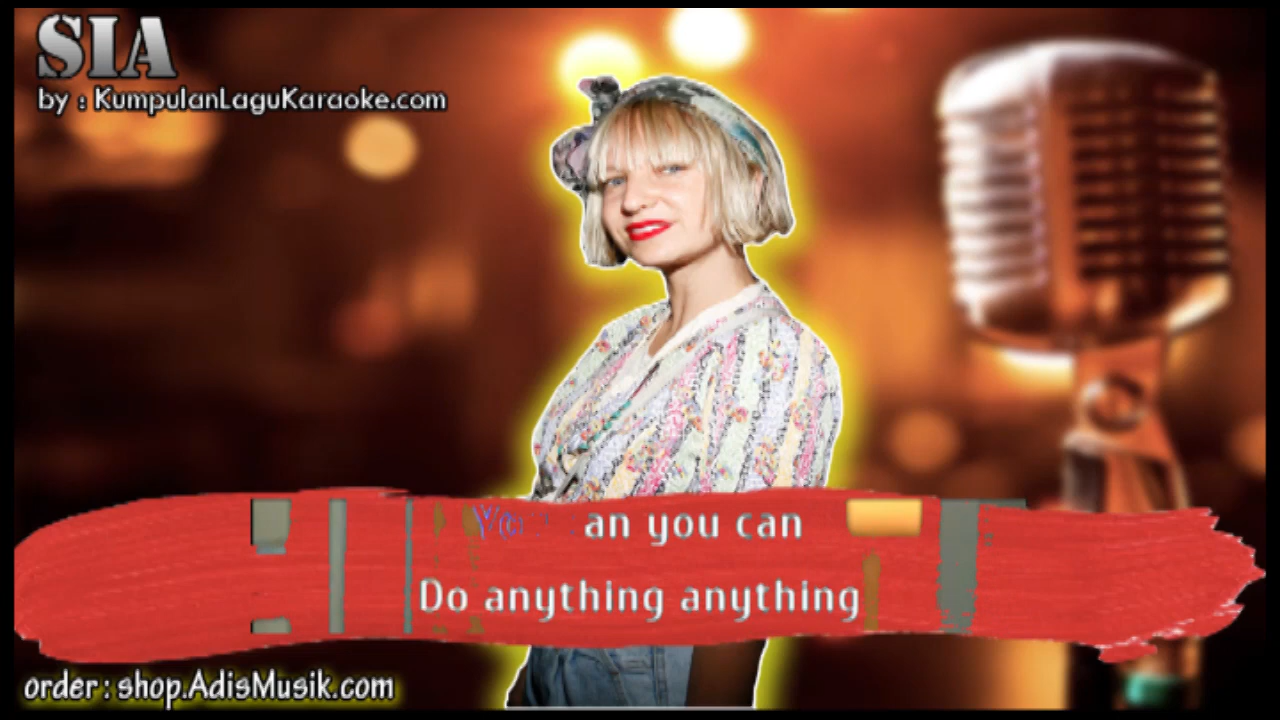 SIA
by : KumpulanLaguKaraoke.com
an you can
Do anything anything
order : shop.AdisMusik.com